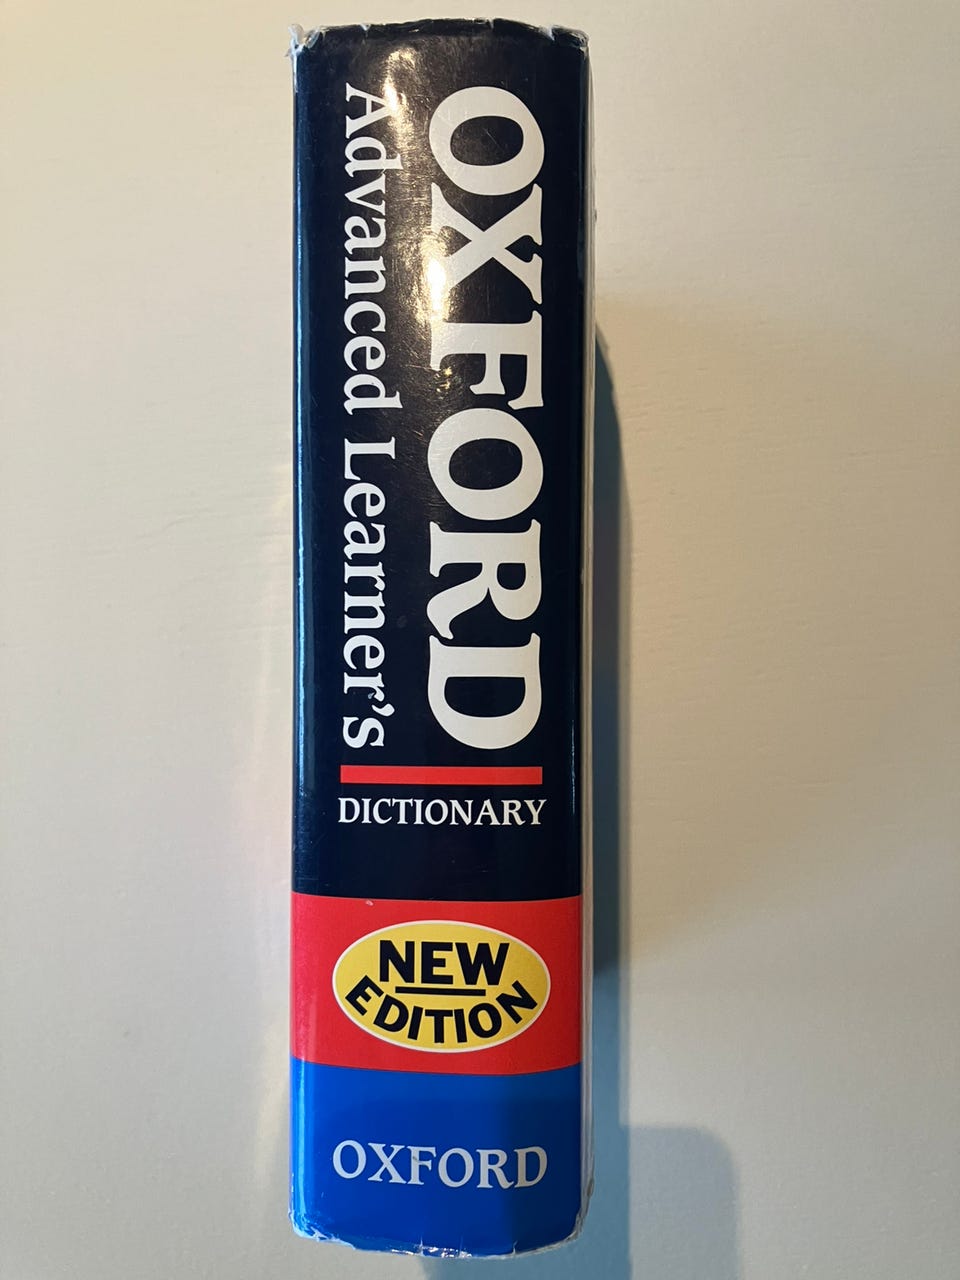 OXFORD
Advanced Learner's
DICTIONARY
NEW
EDITION
OXFORD